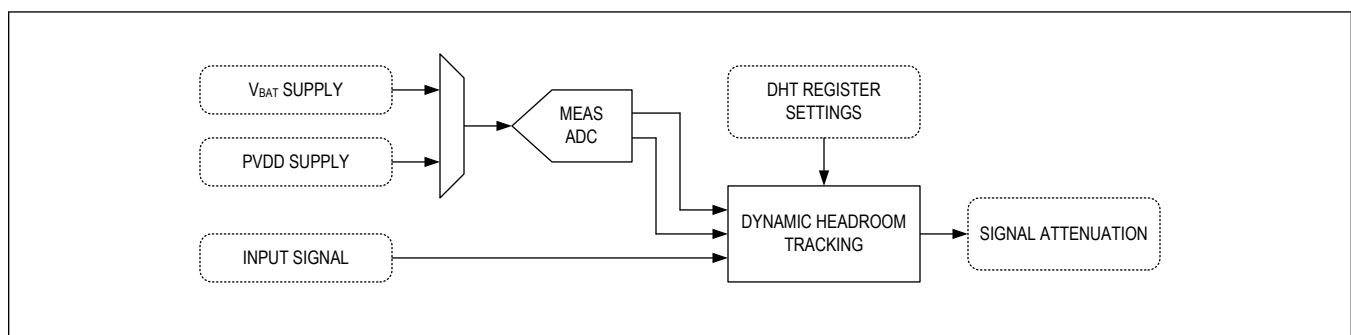 VBAT SUPPLY
PVDD SUPPLY
INPUT SIGNAL
MEAS
ADC
DHT REGISTER
SETTINGS
DYNAMIC HEADROOM
TRACKING
SIGNAL ATTENUATION